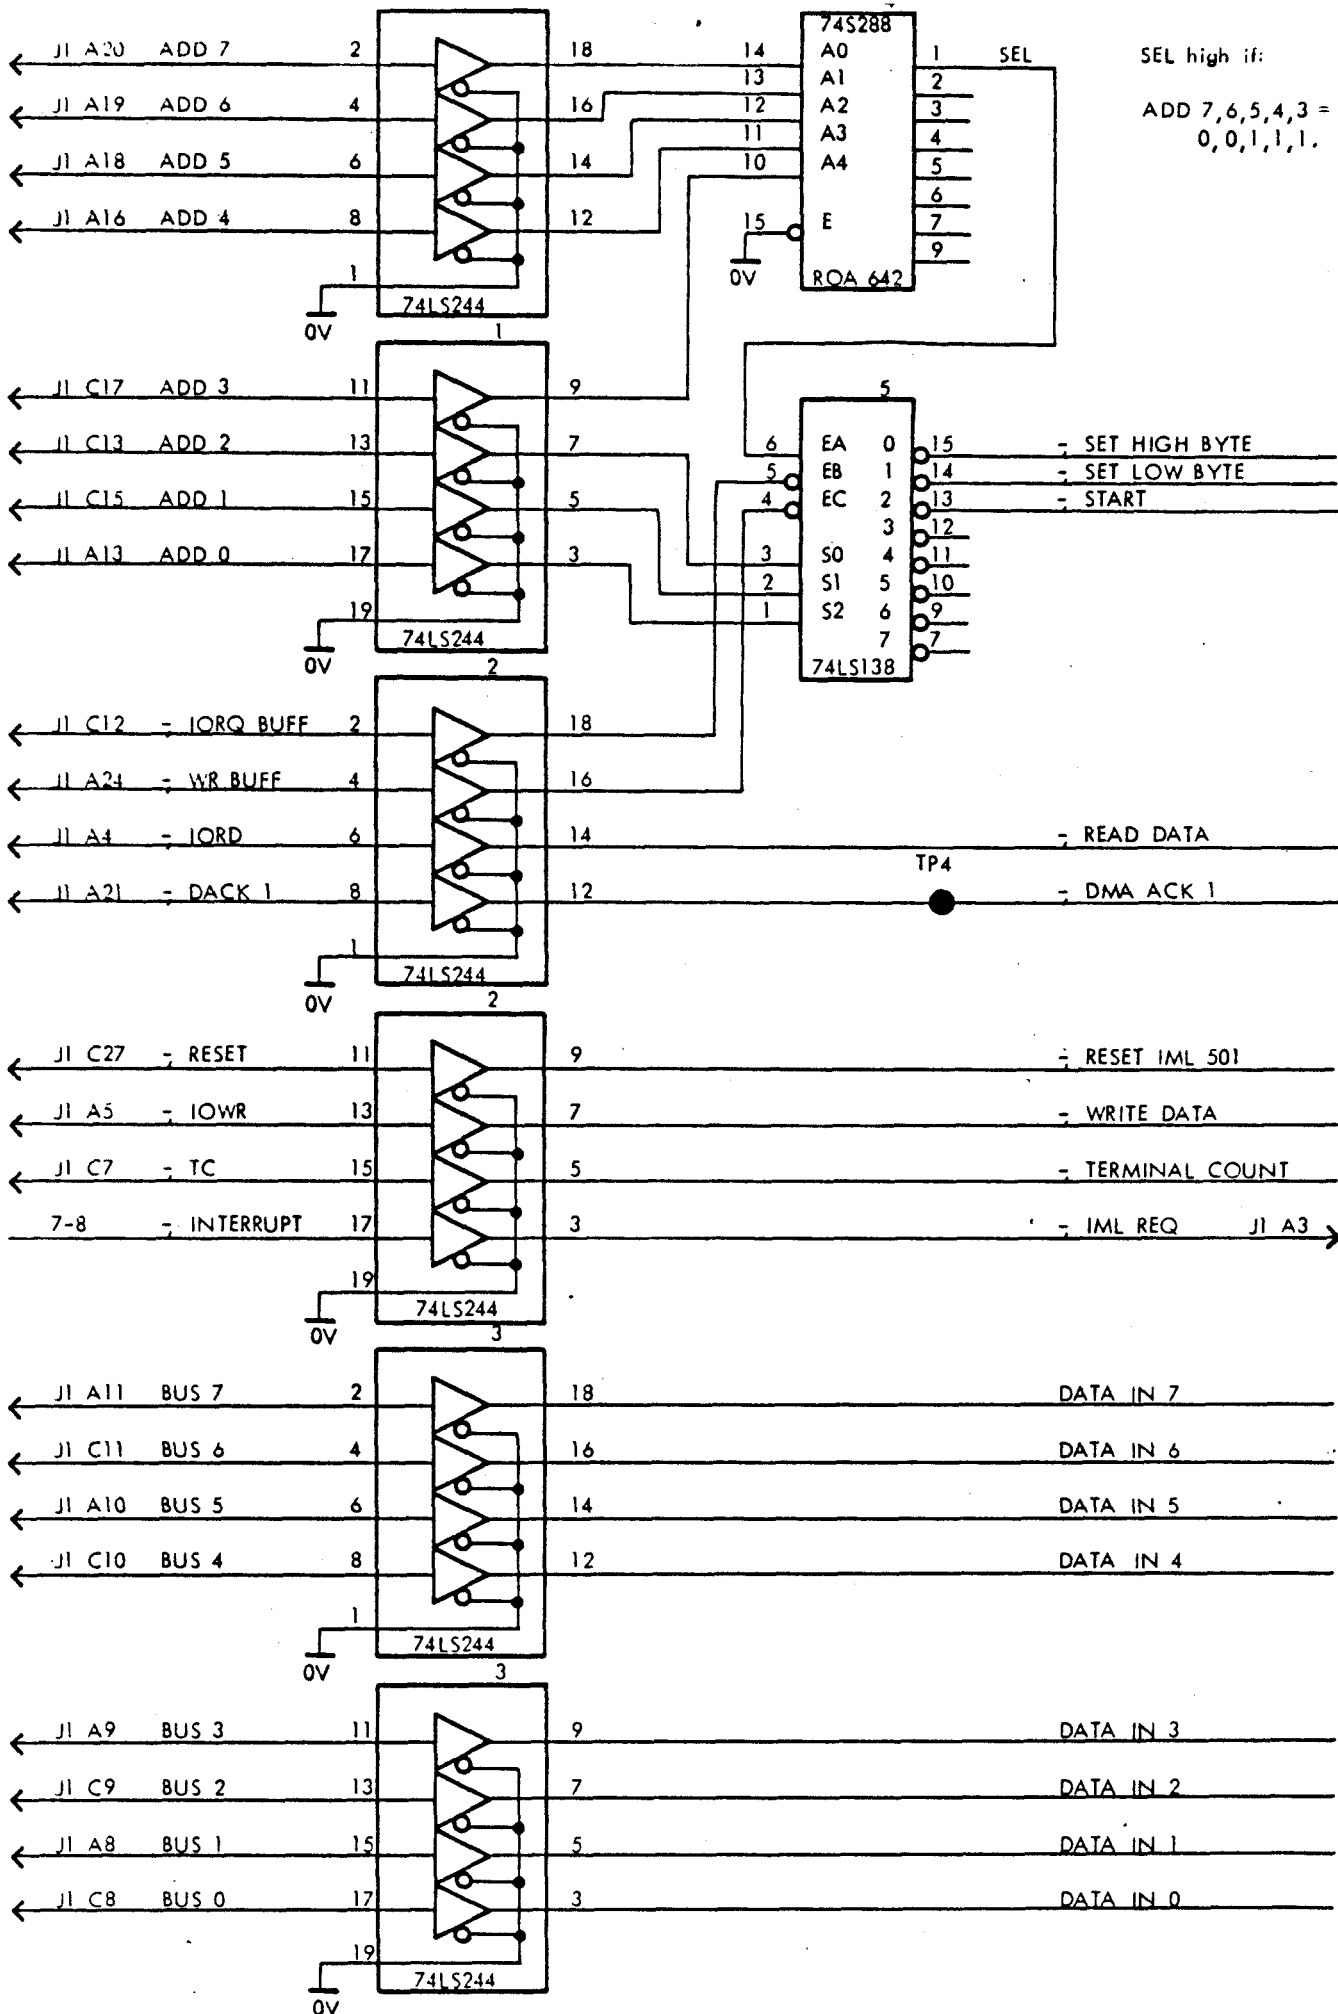 74S288
J1 A20 ADD 7 2 18 14 A0 1 SEL SEL high if:
13 A1 2
J1 A19 ADD 6 4 16 12 A2 3 ADD 7,6,5,4,3 =
11 A3 4 0,0,1,1,1.
J1 A18 ADD 5 6 14 10 A4 5
6
J1 A16 ADD 4 8 12 15 E 7
9
1 0V ROA 642
74LS244
0V 1
J1 C17 ADD 3 11 9 5
J1 C13 ADD 2 13 7 6 EA 0 15 - SET HIGH BYTE
5 EB 1 14 - SET LOW BYTE
J1 C15 ADD 1 15 5 4 EC 2 13 - START
3 12
J1 A13 ADD 0 17 3 3 S0 4 11
2 S1 5 10
19 1 S2 6 9
74LS244 7 7
0V 2 74LS138
J1 C12 - IORQ BUFF 2 18
J1 A24 - WR BUFF 4 16
J1 A4 - IORD 6 14 - READ DATA
TP4
J1 A21 - DACK 1 8 12 - DMA ACK 1
1
74LS244
0V 2
J1 C27 - RESET 11 9 - RESET IML 501
J1 A5 - IOWR 13 7 - WRITE DATA
J1 C7 - TC 15 5 - TERMINAL COUNT
7-8 - INTERRUPT 17 3 - IML REQ J1 A3
19
74LS244
0V 3
J1 A11 BUS 7 2 18 DATA IN 7
J1 C11 BUS 6 4 16 DATA IN 6
J1 A10 BUS 5 6 14 DATA IN 5
J1 C10 BUS 4 8 12 DATA IN 4
1
74LS244
0V 3
J1 A9 BUS 3 11 9 DATA IN 3
J1 C9 BUS 2 13 7 DATA IN 2
J1 A8 BUS 1 15 5 DATA IN 1
J1 C8 BUS 0 17 3 DATA IN 0
19
74LS244
0V